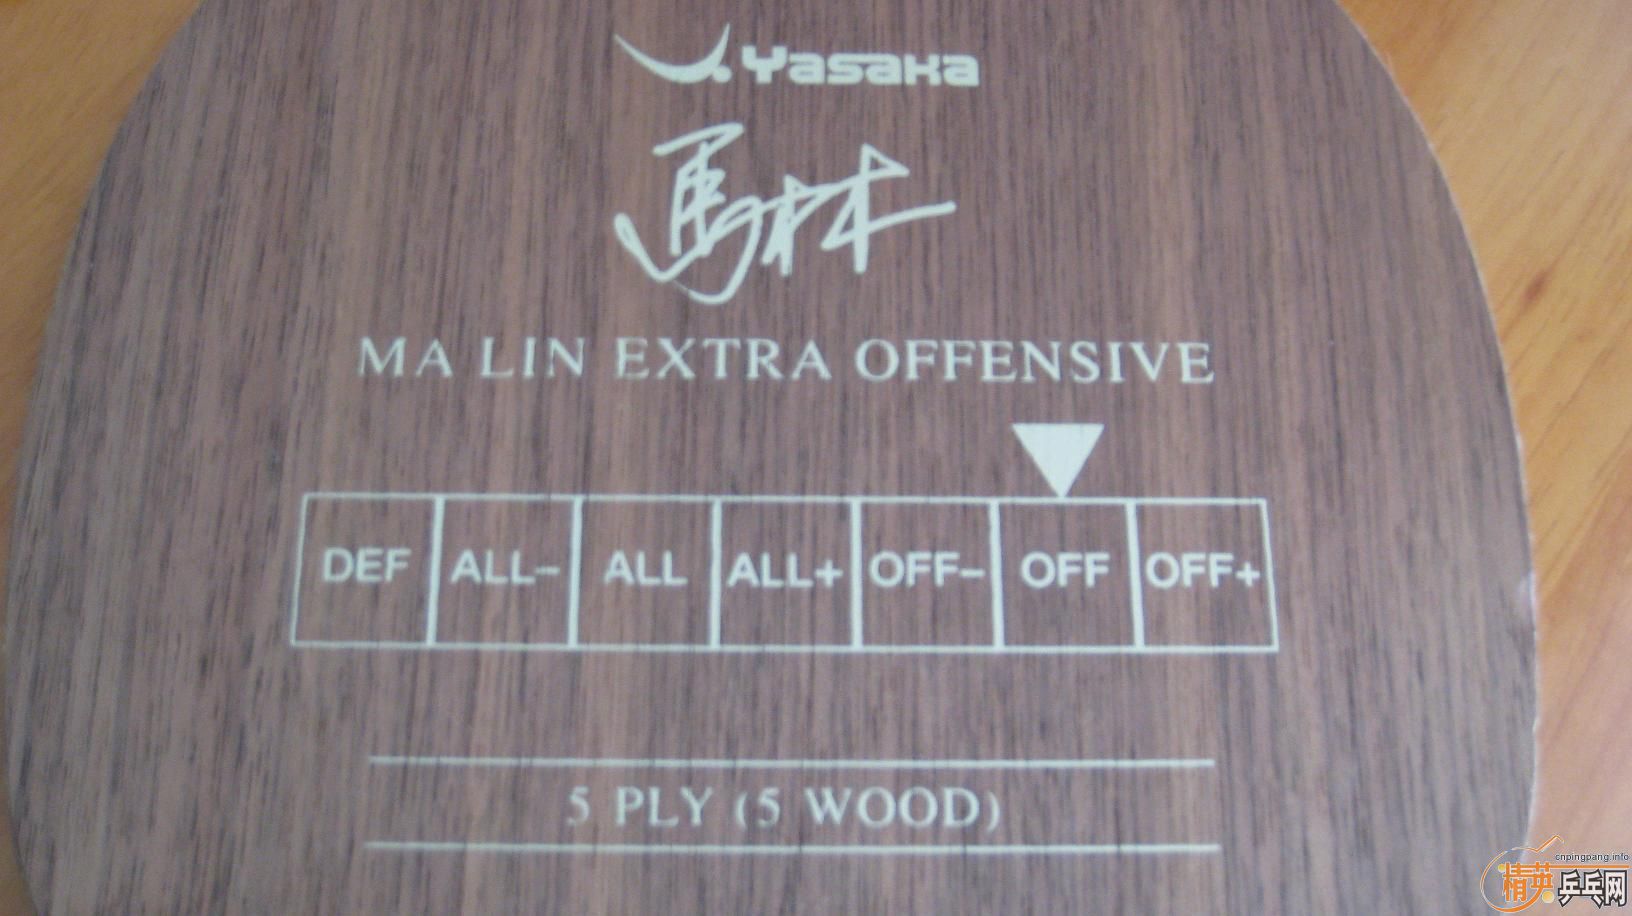 Yasaka
馬林
MA LIN EXTRA OFFENSIVE
DEF ALL- ALL ALL+ OFF- OFF OFF+
5 PLY (5 WOOD)
cnpingpang.info
精英乒乓网